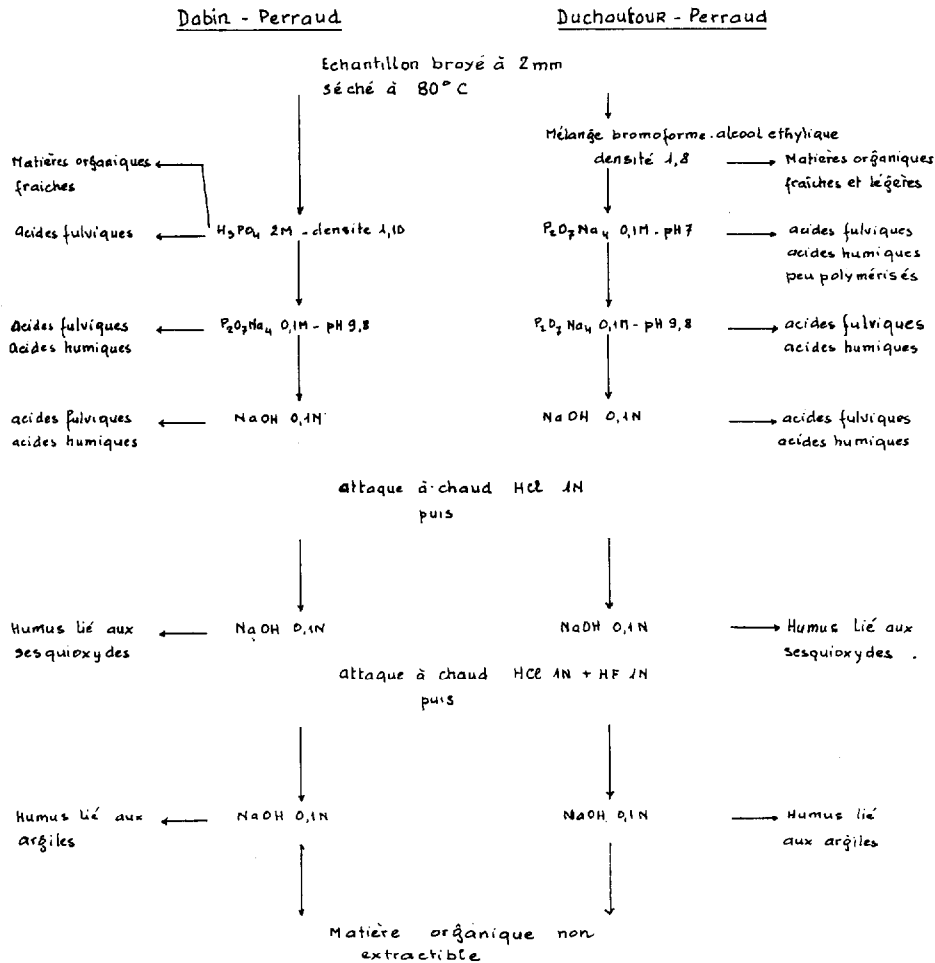 Dabin - Perraud
Duchaufour - Perraud
Echantillon broyé à 2mm
séché à 80°C
Mélange bromoforme. alcool ethylique
densité 1,8
Matières organiques
fraiches
Matières organiques
fraîches et légères
acides fulviques
H3PO4 2M - densite 1,10
P2O7Na4 0,1M - pH7
acides fulviques
acides humiques
peu polymérisés
Acides fulviques
Acides humiques
P2O7Na4 0,1M - pH 9,8
P2O7Na4 0,1M - pH 9,8
acides fulviques
acides humiques
acides fulviques
acides humiques
NaOH 0,1N
NaOH 0,1N
acides fulviques
acides humiques
attaque à chaud HCl 1N
puis
Humus lié aux
sesquioxydes
NaOH 0,1N
NaOH 0,1N
Humus lié aux
sesquioxydes .
attaque à chaud HCl 1N + HF 1N
puis
Humus lié aux
argiles
NaOH 0,1N
NaOH 0,1N
Humus lié
aux argiles
Matière organique non
extractible